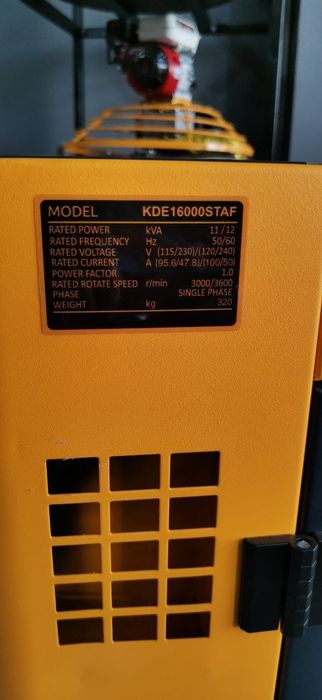 MODEL KDE16000STAF
RATED POWER kVA 11/12
RATED FREQUENCY Hz 50/60
RATED VOLTAGE V (115/230)/(120/240)
RATED CURRENT A (95.6/47.8)/(100/50)
POWER FACTOR 1.0
RATED ROTATE SPEED r/min 3000/3600
PHASE SINGLE PHASE
WEIGHT kg 320